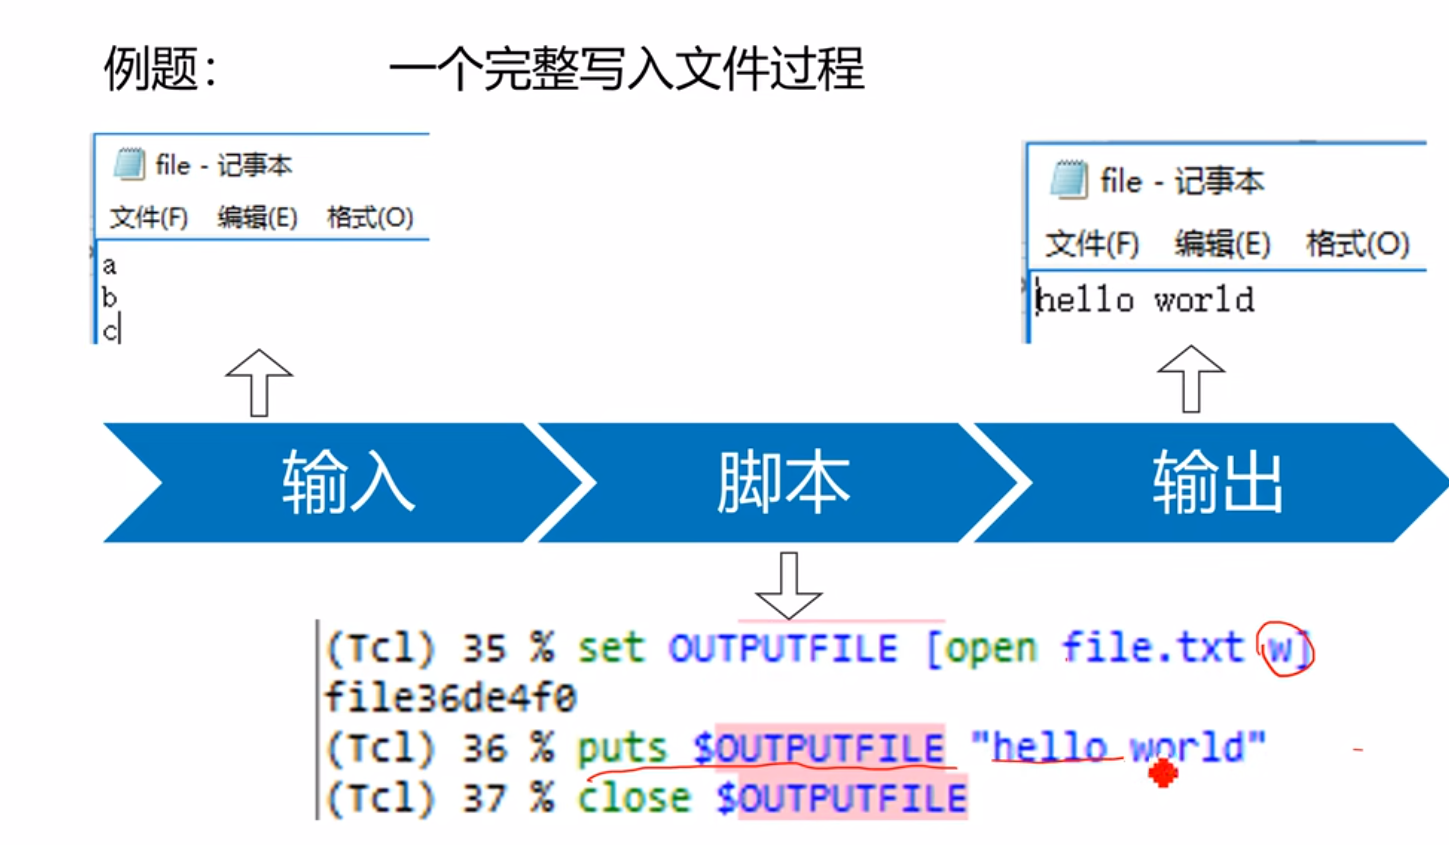 例题： 一个完整写入文件过程
file - 记事本
文件(F) 编辑(E) 格式(O)
a
b
c
file - 记事本
文件(F) 编辑(E) 格式(O)
hello world
输入 脚本 输出
(Tcl) 35 % set OUTPUTFILE [open file.txt w]
file36de4f0
(Tcl) 36 % puts $OUTPUTFILE "hello world"
(Tcl) 37 % close $OUTPUTFILE